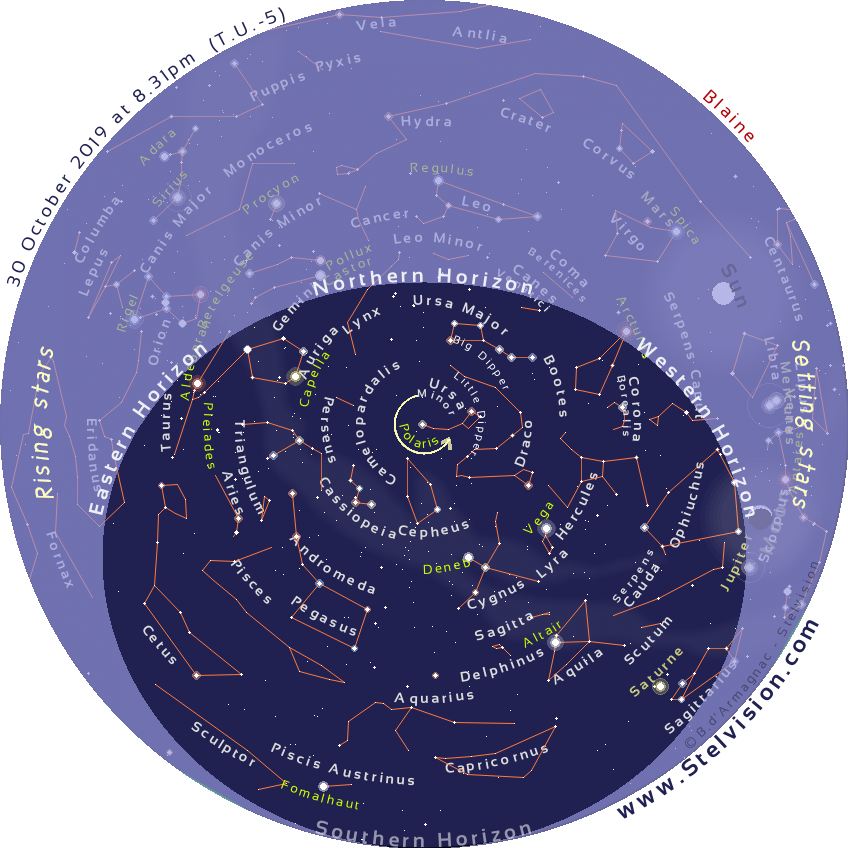 30 October 2019 at 8.31pm (T.U.-5)
Blaine
Vela
Antlia
Puppis
Pyxis
Hydra
Crater
Corvus
Adara
Monoceros
Sirius
Procyon
Regulus
Leo
Mars
Spica
Columba
Canis Major
Canis Minor
Cancer
Leo Minor
Virgo
Lepus
Pollux
Castor
Coma
Berenices
Canes
Sun
Centaurus
Betelgeuse
Rigel
Orion
Gemini
Northern Horizon
Arcturus
Serpens Caput
Libra
Mercury
Venus
Rising stars
Setting stars
Eastern Horizon
Western Horizon
Aldebaran
Taurus
Pleiades
Auriga
Capella
Lynx
Ursa Major
Big Dipper
Bootes
Corona
Borealis
Ursa
Minor
Little Dipper
Polaris
Draco
Camelopardalis
Perseus
Cassiopeia
Cepheus
Triangulum
Aries
Eridanus
Fornax
Hercules
Vega
Lyra
Ophiuchus
Scorpius
Jupiter
Andromeda
Pisces
Pegasus
Deneb
Cygnus
Serpens
Cauda
Sagitta
Altair
Delphinus
Aquila
Scutum
Saturne
Sagittarius
Cetus
Aquarius
Sculptor
Piscis Austrinus
Capricornus
Fomalhaut
Southern Horizon
©B d'Armagnac - Stelvision
www.Stelvision.com